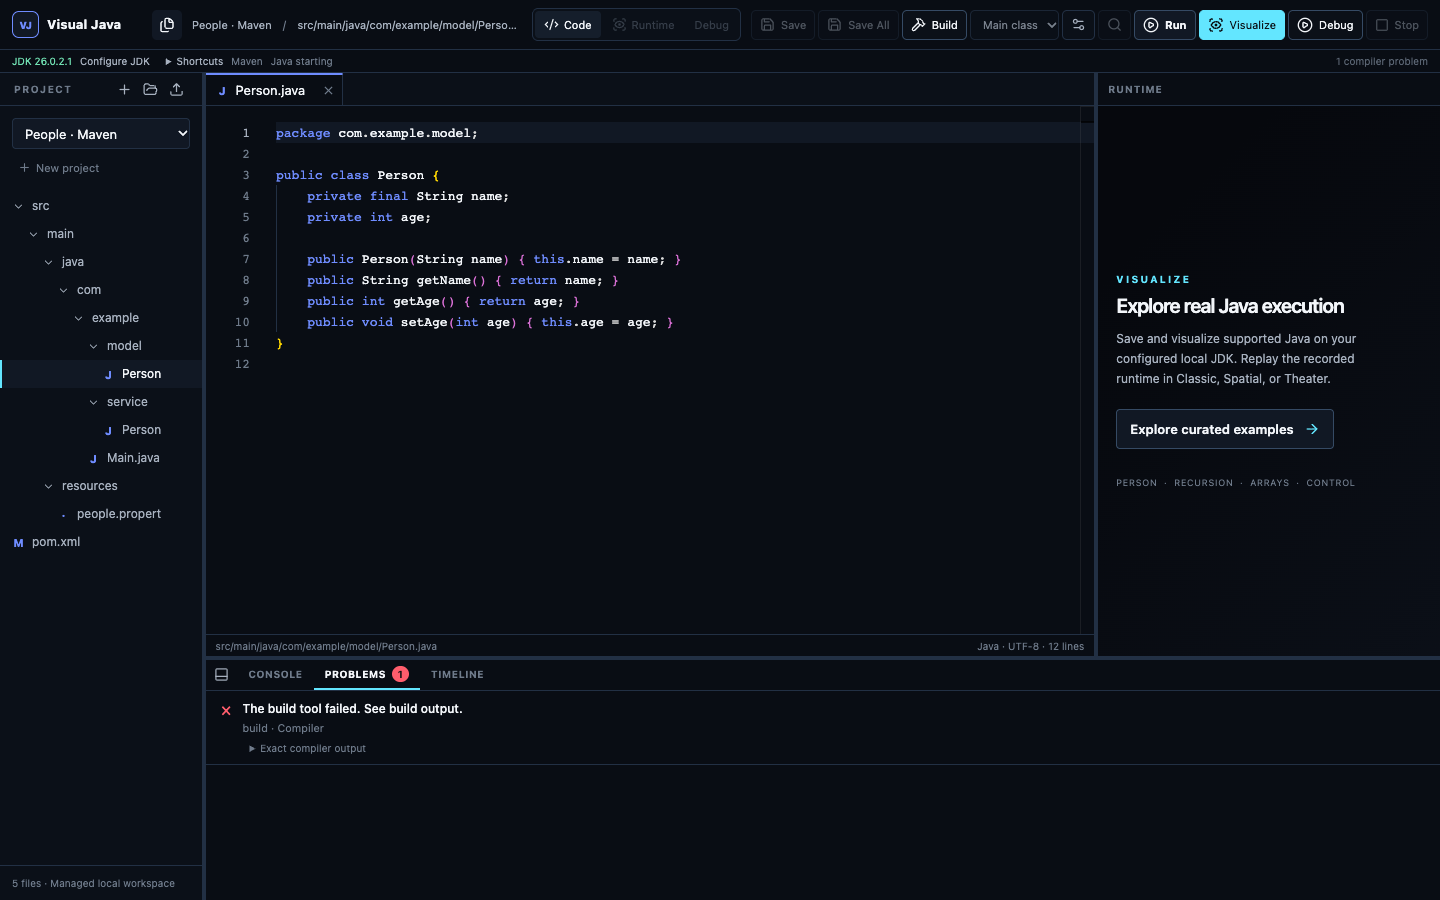 VJ Visual Java People · Maven / src/main/java/com/example/model/Perso... Code Runtime Debug Save Save All Build Main class Run Visualize Debug Stop
JDK 26.0.2.1 Configure JDK Shortcuts Maven Java starting 1 compiler problem
PROJECT
People · Maven
New project
src
main
java
com
example
model
J Person
service
J Person
J Main.java
resources
people.propert
M pom.xml
5 files · Managed local workspace
J Person.java
1 package com.example.model;
2
3 public class Person {
4 private final String name;
5 private int age;
6
7 public Person(String name) { this.name = name; }
8 public String getName() { return name; }
9 public int getAge() { return age; }
10 public void setAge(int age) { this.age = age; }
11 }
12
src/main/java/com/example/model/Person.java Java · UTF-8 · 12 lines
RUNTIME
VISUALIZE
Explore real Java execution
Save and visualize supported Java on your
configured local JDK. Replay the recorded
runtime in Classic, Spatial, or Theater.
Explore curated examples
PERSON · RECURSION · ARRAYS · CONTROL
CONSOLE PROBLEMS 1 TIMELINE
The build tool failed. See build output.
build · Compiler
Exact compiler output